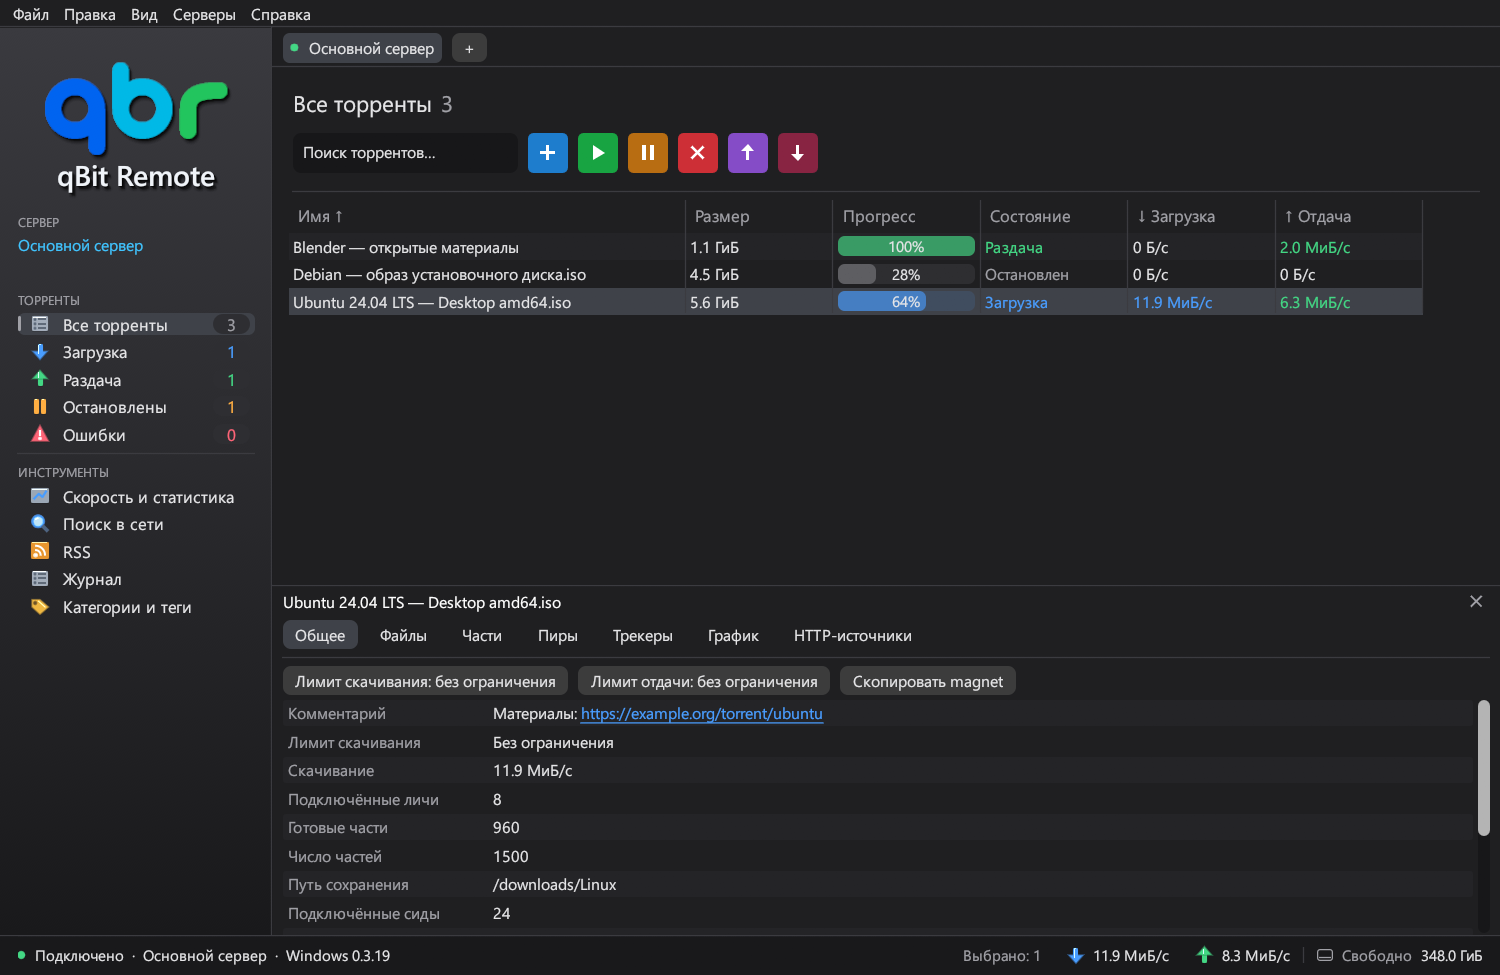 Файл Правка Вид Серверы Справка
qbr
qBit Remote
СЕРВЕР
Основной сервер
ТОРРЕНТЫ
Все торренты 3
Загрузка 1
Раздача 1
Остановлены 1
Ошибки 0
ИНСТРУМЕНТЫ
Скорость и статистика
Поиск в сети
RSS
Журнал
Категории и теги
Основной сервер +
Все торренты 3
Поиск торрентов...
Имя ↑ Размер Прогресс Состояние ↓ Загрузка ↑ Отдача
Blender — открытые материалы 1.1 ГиБ 100% Раздача 0 Б/с 2.0 МиБ/с
Debian — образ установочного диска.iso 4.5 ГиБ 28% Остановлен 0 Б/с 0 Б/с
Ubuntu 24.04 LTS — Desktop amd64.iso 5.6 ГиБ 64% Загрузка 11.9 МиБ/с 6.3 МиБ/с
Ubuntu 24.04 LTS — Desktop amd64.iso
Общее Файлы Части Пиры Трекеры График HTTP-источники
Лимит скачивания: без ограничения Лимит отдачи: без ограничения Скопировать magnet
Комментарий Материалы: https://example.org/torrent/ubuntu
Лимит скачивания Без ограничения
Скачивание 11.9 МиБ/с
Подключённые личи 8
Готовые части 960
Число частей 1500
Путь сохранения /downloads/Linux
Подключённые сиды 24
Подключено · Основной сервер · Windows 0.3.19 Выбрано: 1 11.9 МиБ/с 8.3 МиБ/с Свободно 348.0 ГиБ